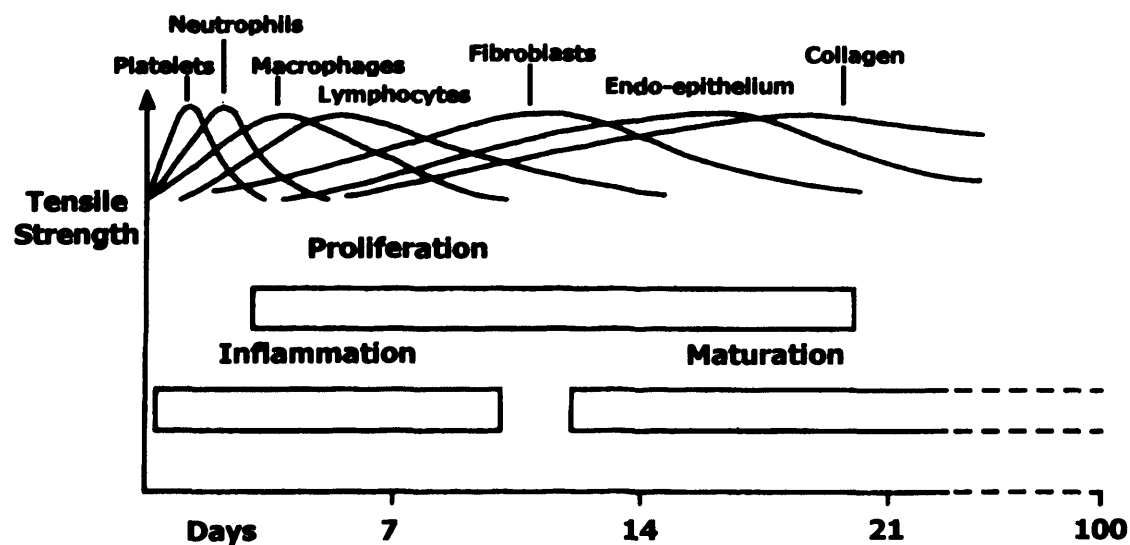 Neutrophils
Platelets
Macrophages
Lymphocytes
Fibroblasts
Endo-epithelium
Collagen
Tensile
Strength
Proliferation
Inflammation
Maturation
Days 7 14 21 100